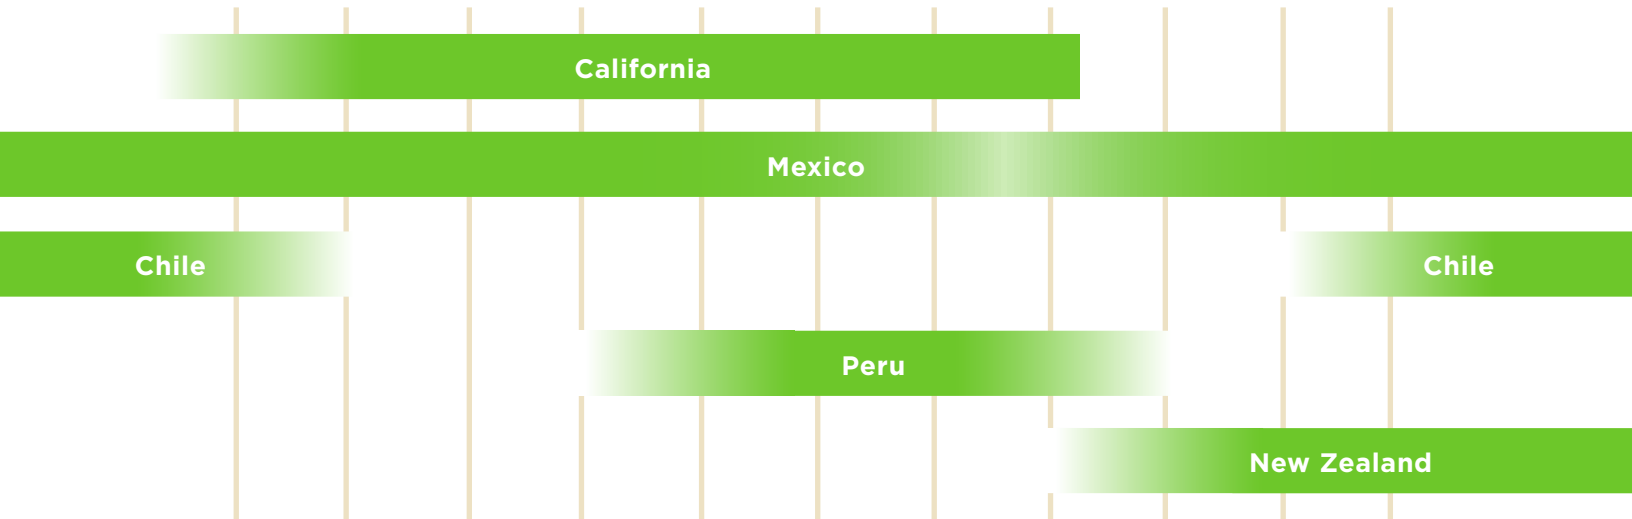 California
Mexico
Chile
Chile
Peru
New Zealand